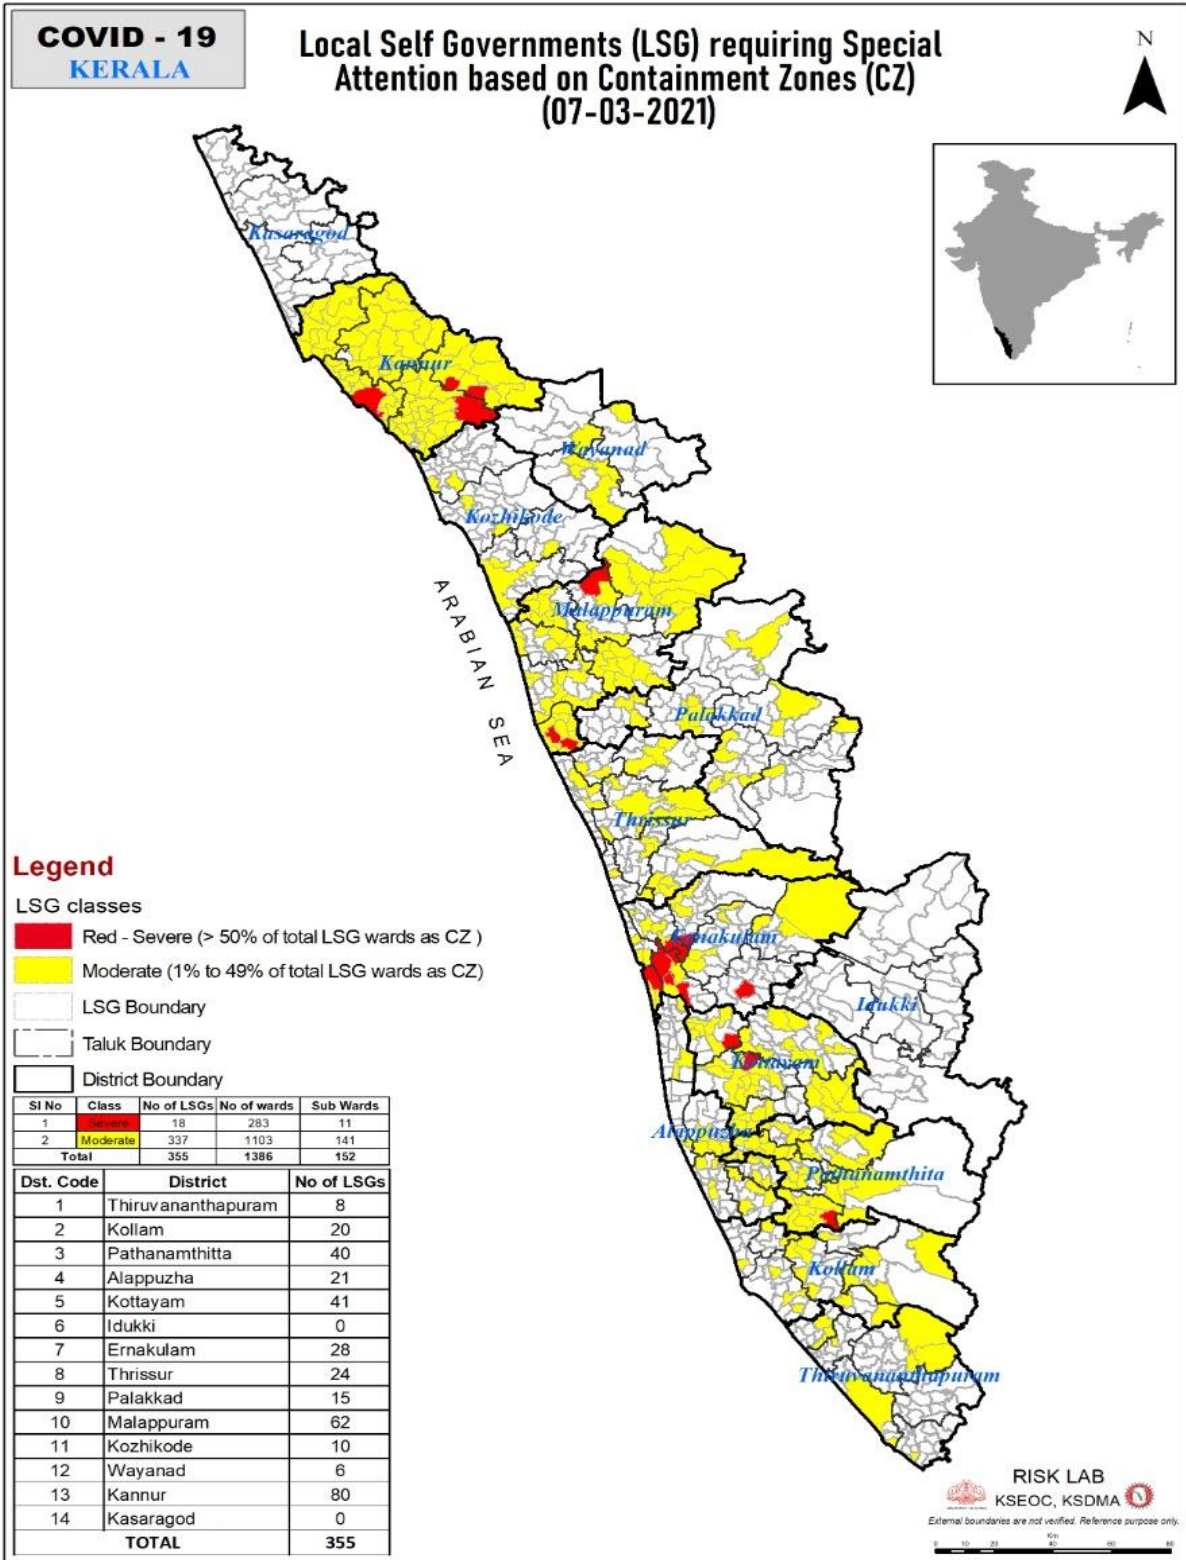 COVID - 19
KERALA
Local Self Governments (LSG) requiring Special
Attention based on Containment Zones (CZ)
(07-03-2021)
N
Kasaragod
Kannur
Wayanad
Kozhikode
Malappuram
ARABIAN SEA
Palakkad
Thrissur
Ernakulam
Idukki
Kottayam
Alappuzha
Pathanamthita
Kollam
Thiruvananthapuram
Legend
LSG classes
Red - Severe (> 50% of total LSG wards as CZ )
Moderate (1% to 49% of total LSG wards as CZ)
LSG Boundary
Taluk Boundary
District Boundary
Sl No Class No of LSGs No of wards Sub Wards
1 Severe 18 283 11
2 Moderate 337 1103 141
Total 355 1386 152
Dst. Code District No of LSGs
1 Thiruvananthapuram 8
2 Kollam 20
3 Pathanamthitta 40
4 Alappuzha 21
5 Kottayam 41
6 Idukki 0
7 Ernakulam 28
8 Thrissur 24
9 Palakkad 15
10 Malappuram 62
11 Kozhikode 10
12 Wayanad 6
13 Kannur 80
14 Kasaragod 0
TOTAL 355
RISK LAB
KSEOC, KSDMA
External boundaries are not verified. Reference purpose only.
Km
0 10 20 40 60 80